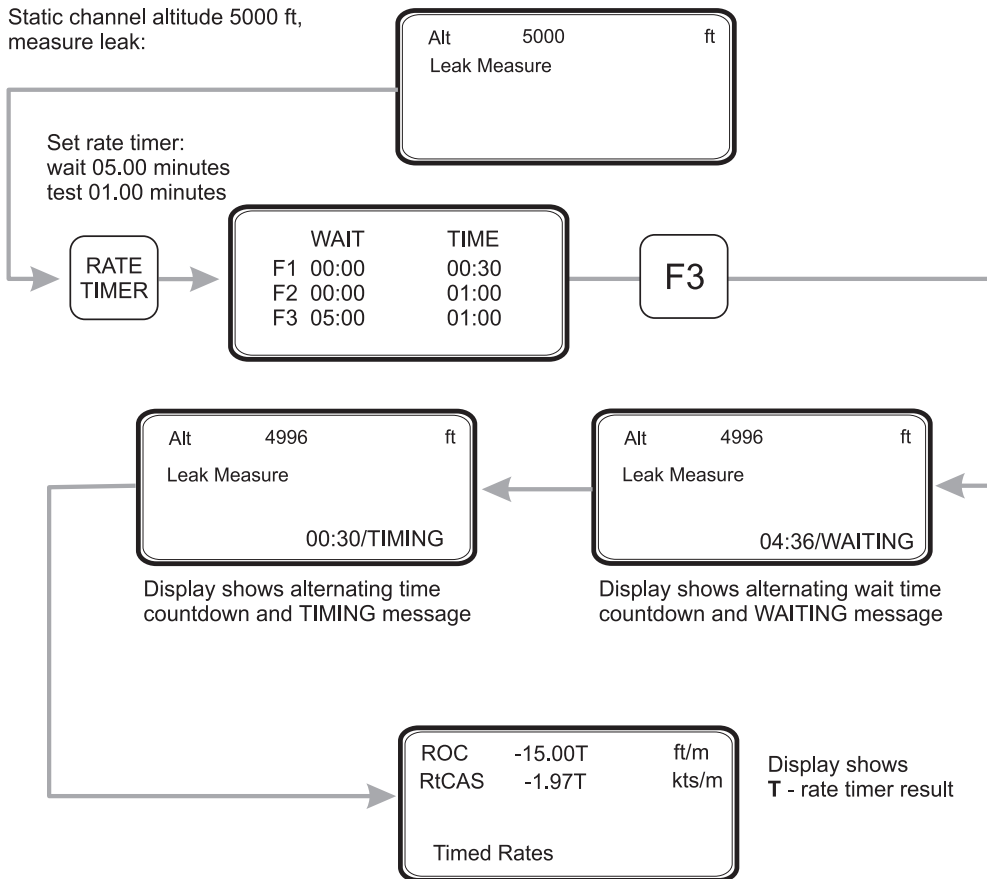 Static channel altitude 5000 ft,
measure leak:
Alt 5000 ft
Leak Measure
Set rate timer:
wait 05.00 minutes
test 01.00 minutes
RATE
TIMER
WAIT TIME
F1 00:00 00:30
F2 00:00 01:00
F3 05:00 01:00
F3
Alt 4996 ft
Leak Measure
04:36/WAITING
Display shows alternating wait time
countdown and WAITING message
Alt 4996 ft
Leak Measure
00:30/TIMING
Display shows alternating time
countdown and TIMING message
ROC -15.00T ft/m
RtCAS -1.97T kts/m
Timed Rates
Display shows
T - rate timer result